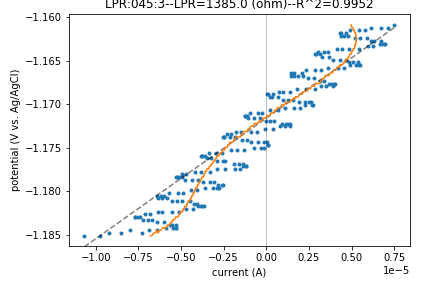 LPR:045:3--LPR=1385.0 (ohm)--R^2=0.9952
−1.160
−1.165
−1.170
−1.175
−1.180
−1.185
potential (V vs. Ag/AgCl)
−1.00 −0.75 −0.50 −0.25 0.00 0.25 0.50 0.75
1e−5
current (A)